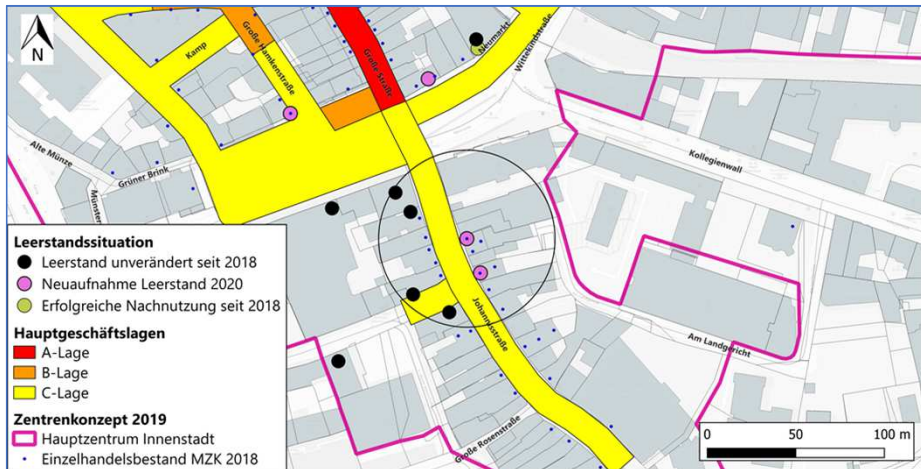 N
Kamp
Große Hamkenstraße
Große Straße
Neumarkt
Wittekindstraße
Alte Münze
Grüner Brink
Münster
Kollegienwall
Johannisstraße
Am Landgericht
Große Rosenstraße
Leerstandssituation
Leerstand unverändert seit 2018
Neuaufnahme Leerstand 2020
Erfolgreiche Nachnutzung seit 2018
Hauptgeschäftslagen
A-Lage
B-Lage
C-Lage
Zentrenkonzept 2019
Hauptzentrum Innenstadt
Einzelhandelsbestand MZK 2018
0 50 100 m